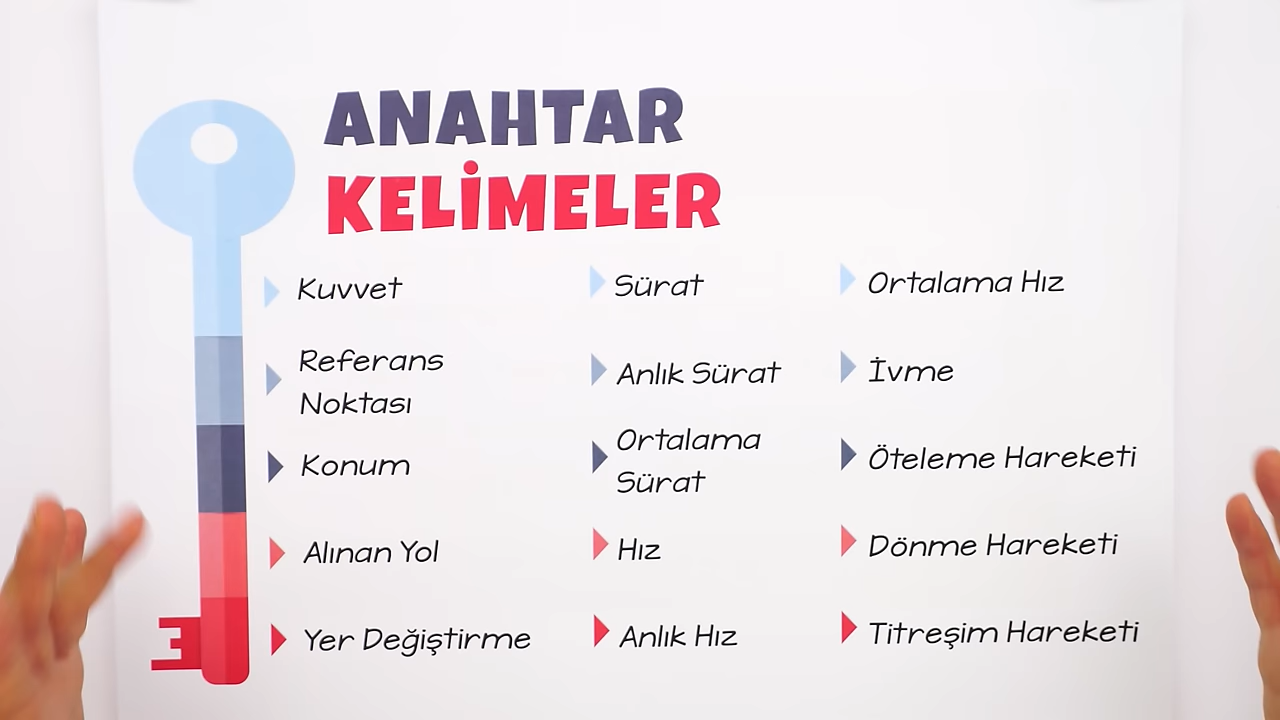 ANAHTAR
KELİMELER
Kuvvet
Referans
Noktası
Konum
Alınan Yol
Yer Değiştirme
Sürat
Anlık Sürat
Ortalama
Sürat
Hız
Anlık Hız
Ortalama Hız
İvme
Öteleme Hareketi
Dönme Hareketi
Titreşim Hareketi